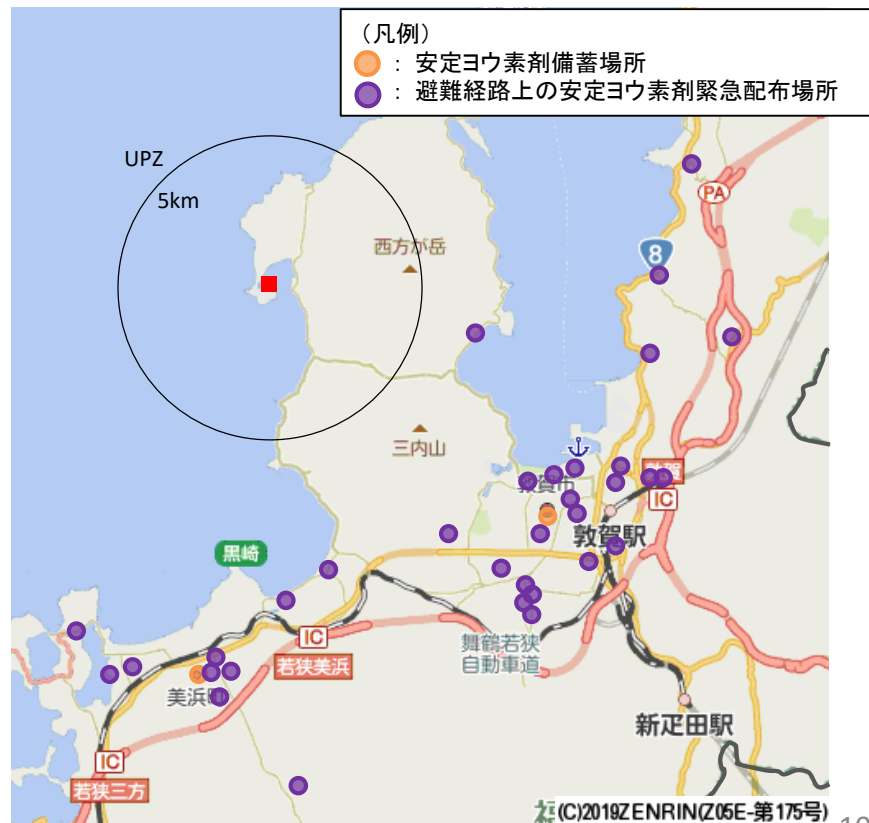 （凡例）
： 安定ヨウ素剤備蓄場所
： 避難経路上の安定ヨウ素剤緊急配布場所
UPZ
5km
PA
西方が岳
8
三内山
敦賀市
敦賀
IC
敦賀駅
黒崎
IC
若狭美浜
舞鶴若狭
自動車道
美浜町
新疋田駅
IC
若狭三方
福
(C)2019ZENRIN(Z05E-第175号)